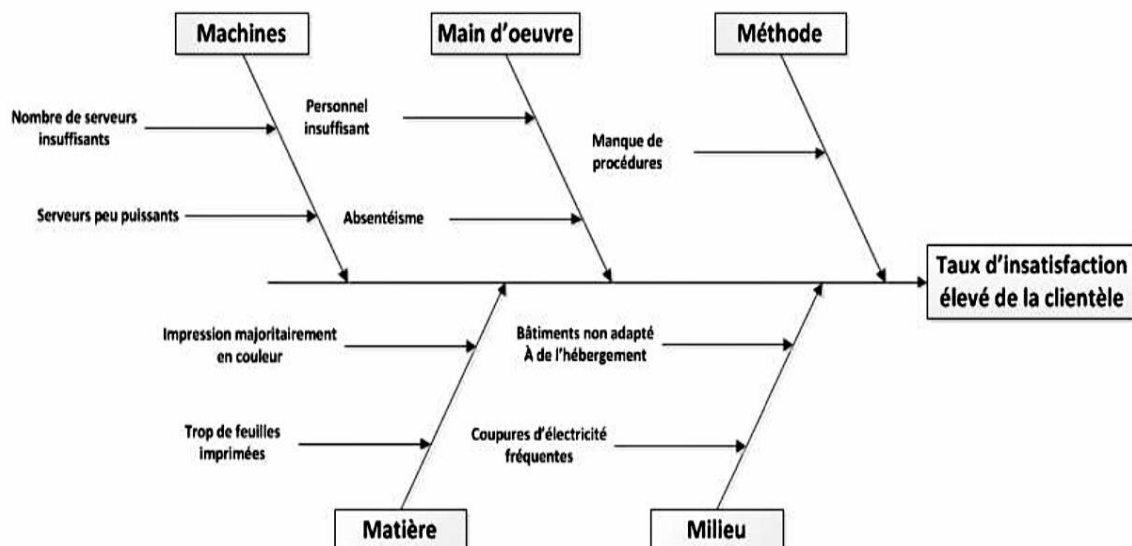 Machines
Main d'oeuvre
Méthode
Nombre de serveurs
insuffisants
Personnel
insuffisant
Manque de
procédures
Serveurs peu puissants
Absentéisme
Taux d'insatisfaction
élevé de la clientèle
Impression majoritairement
en couleur
Bâtiments non adapté
À de l'hébergement
Trop de feuilles
imprimées
Coupures d'électricité
fréquentes
Matière
Milieu